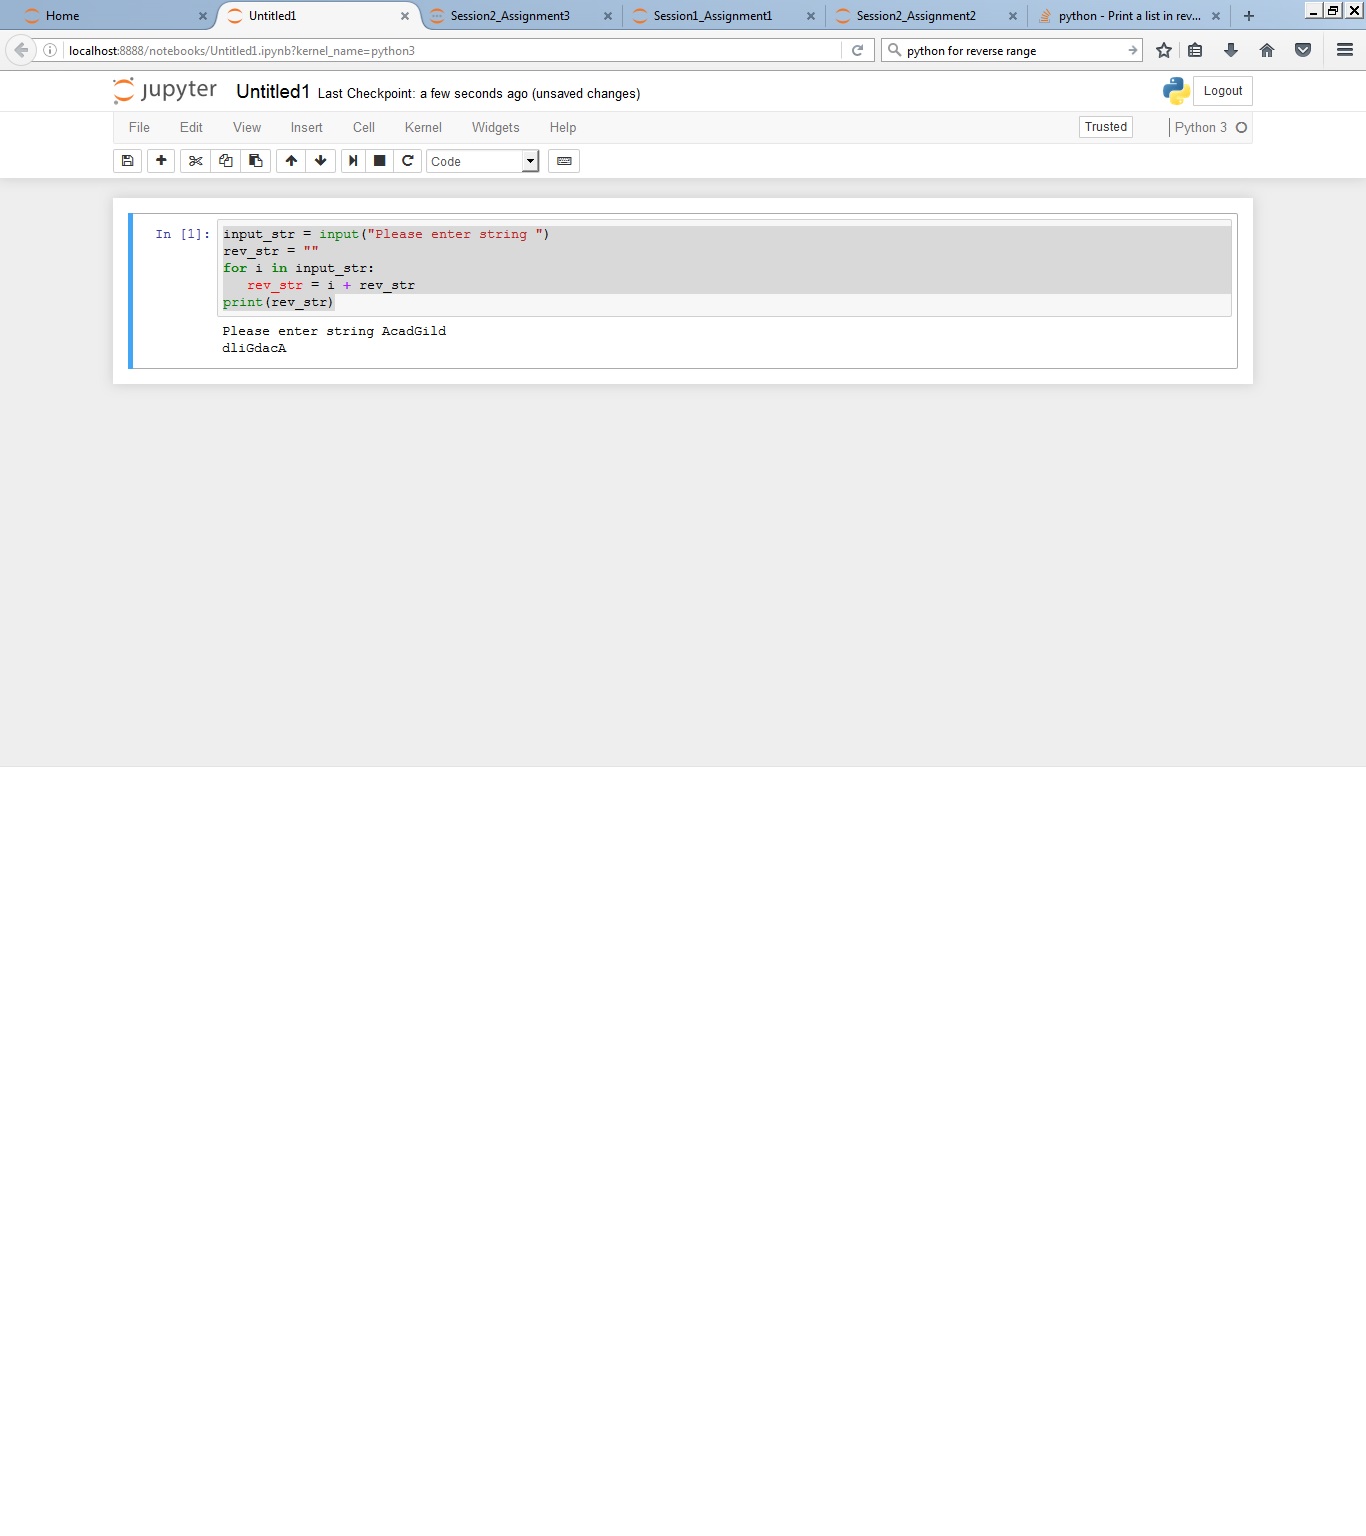 Home Untitled1 Session2_Assignment3 Session1_Assignment1 Session2_Assignment2 python - Print a list in rev...
localhost:8888/notebooks/Untitled1.ipynb?kernel_name=python3 python for reverse range
jupyter Untitled1 Last Checkpoint: a few seconds ago (unsaved changes) Logout
File Edit View Insert Cell Kernel Widgets Help Trusted Python 3
Code
In [1]: input_str = input("Please enter string ")
rev_str = ""
for i in input_str:
   rev_str = i + rev_str
print(rev_str)
Please enter string AcadGild
dliGdacA